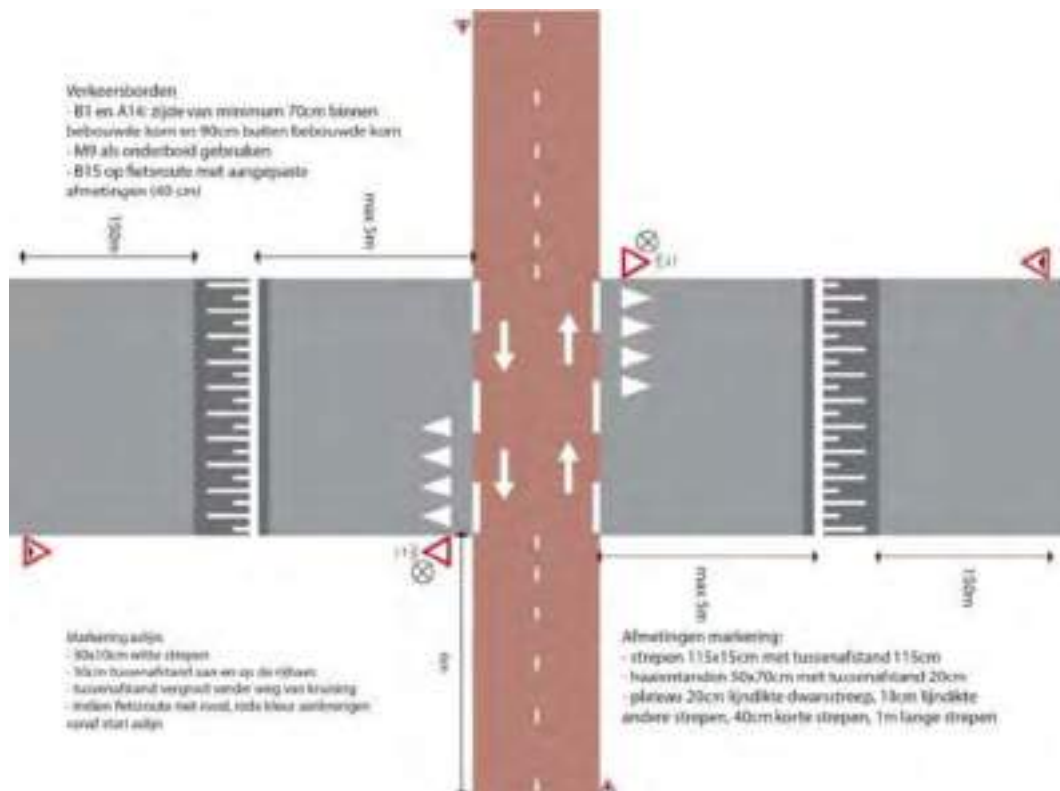 Verkeersborden
- B1 en A14: zijde van minimum 70cm binnen
bebouwde kom en 90cm buiten bebouwde kom
- M9 als onderbord gebruiken
- B15 op fietsroute met aangepaste
afmetingen (40 cm)
150m
max 5m
max 5m
150m
Markering aslijn
- 50x10cm witte strepen
- 50cm tussenafstand aan en op de rijbaan
- tussenafstand vergroot verder weg van kruising
- indien fietsroute niet rood, rode kleur aanbrengen
vanaf start aslijn
Afmetingen markering:
- strepen 115x15cm met tussenafstand 115cm
- haaientanden 50x70cm met tussenafstand 20cm
- plateau 20cm lijndikte dwarsstreep, 10cm lijndikte
andere strepen, 40cm korte strepen, 1m lange strepen